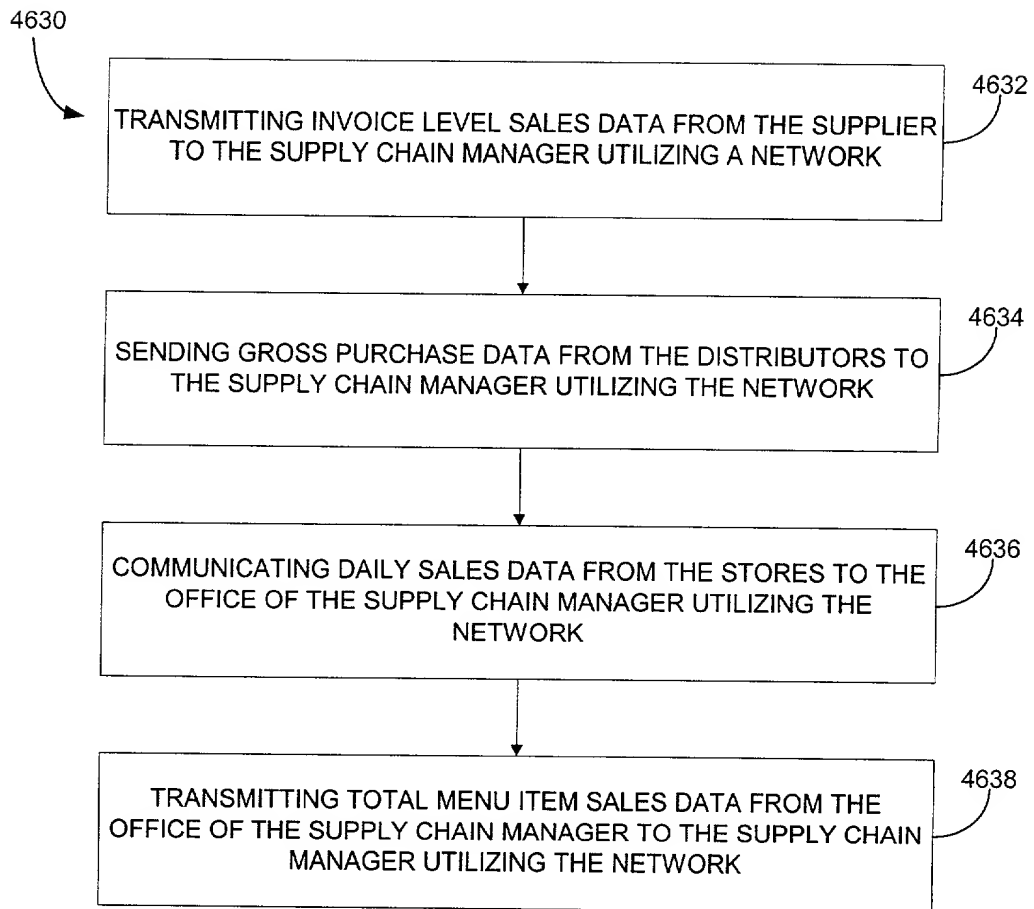 4630
4632
TRANSMITTING INVOICE LEVEL SALES DATA FROM THE SUPPLIER
TO THE SUPPLY CHAIN MANAGER UTILIZING A NETWORK
4634
SENDING GROSS PURCHASE DATA FROM THE DISTRIBUTORS TO
THE SUPPLY CHAIN MANAGER UTILIZING THE NETWORK
4636
COMMUNICATING DAILY SALES DATA FROM THE STORES TO THE
OFFICE OF THE SUPPLY CHAIN MANAGER UTILIZING THE
NETWORK
4638
TRANSMITTING TOTAL MENU ITEM SALES DATA FROM THE
OFFICE OF THE SUPPLY CHAIN MANAGER TO THE SUPPLY CHAIN
MANAGER UTILIZING THE NETWORK